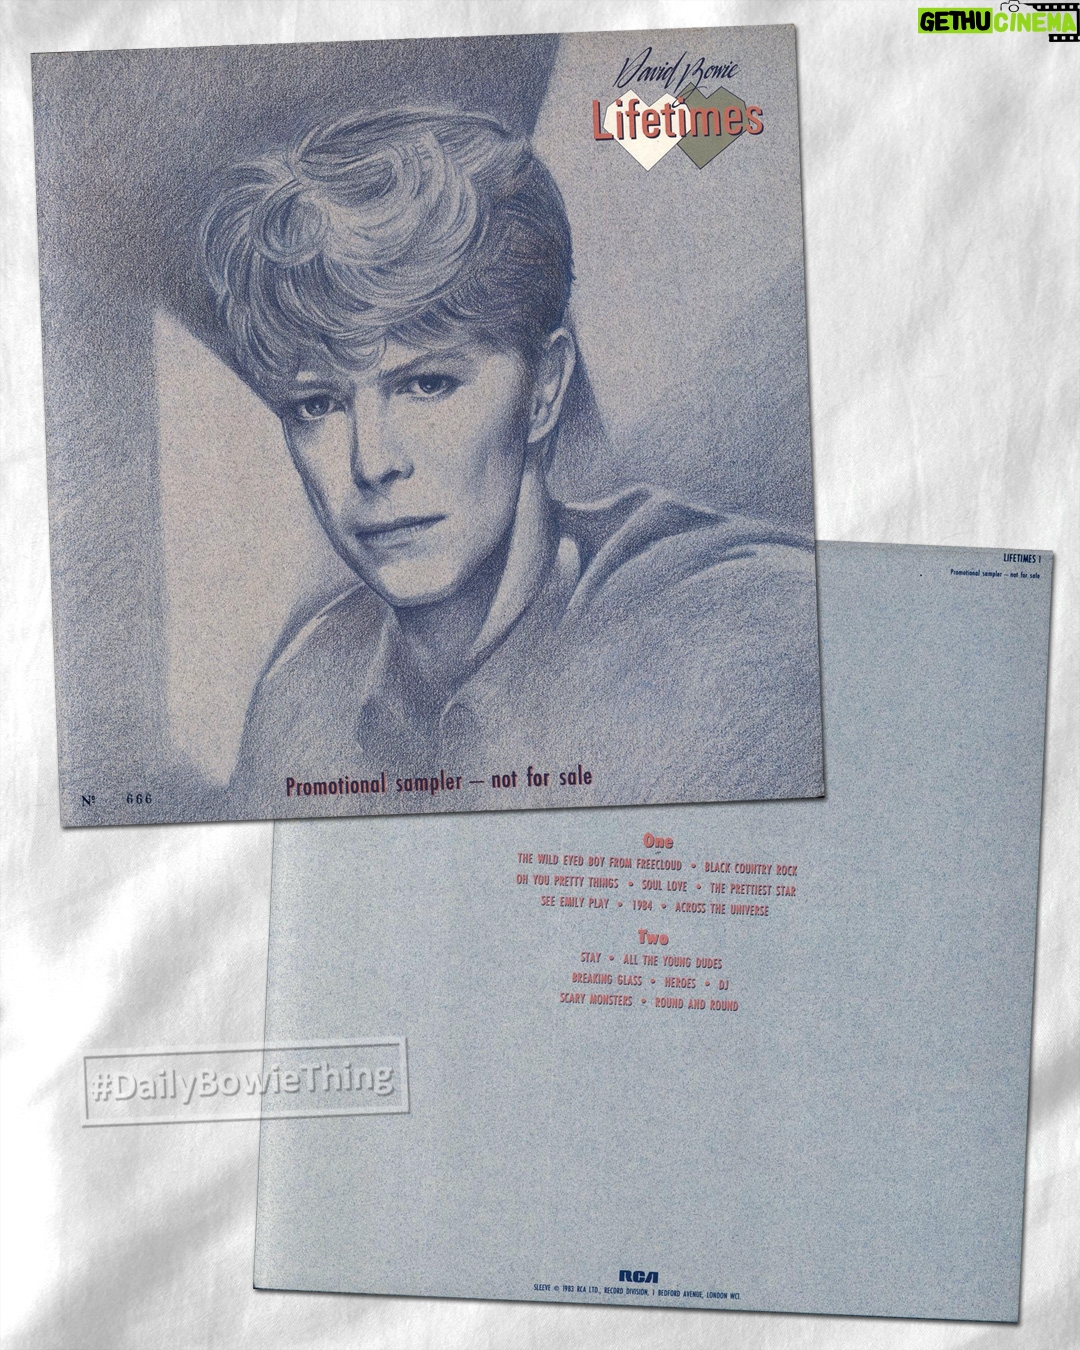 GETHUCINEMA
David Bowie
Lifetimes
LIFETIMES 1
Promotional sampler – not for sale
Promotional sampler – not for sale
Nº 666
One
THE WILD EYED BOY FROM FREECLOUD • BLACK COUNTRY ROCK
OH YOU PRETTY THINGS • SOUL LOVE • THE PRETTIEST STAR
SEE EMILY PLAY • 1984 • ACROSS THE UNIVERSE
Two
STAY • ALL THE YOUNG DUDES
BREAKING GLASS • HEROES • DJ
SCARY MONSTERS • ROUND AND ROUND
#DailyBowieThing
RCA
SLEEVE © 1983 RCA LTD., RECORD DIVISION, 1 BEDFORD AVENUE, LONDON WC1.